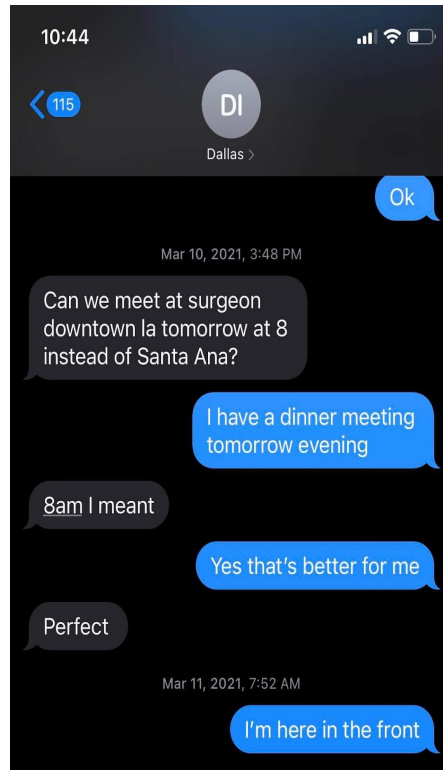 10:44
115
DI
Dallas >
Ok
Mar 10, 2021, 3:48 PM
Can we meet at surgeon
downtown la tomorrow at 8
instead of Santa Ana?
I have a dinner meeting
tomorrow evening
8am I meant
Yes that's better for me
Perfect
Mar 11, 2021, 7:52 AM
I'm here in the front